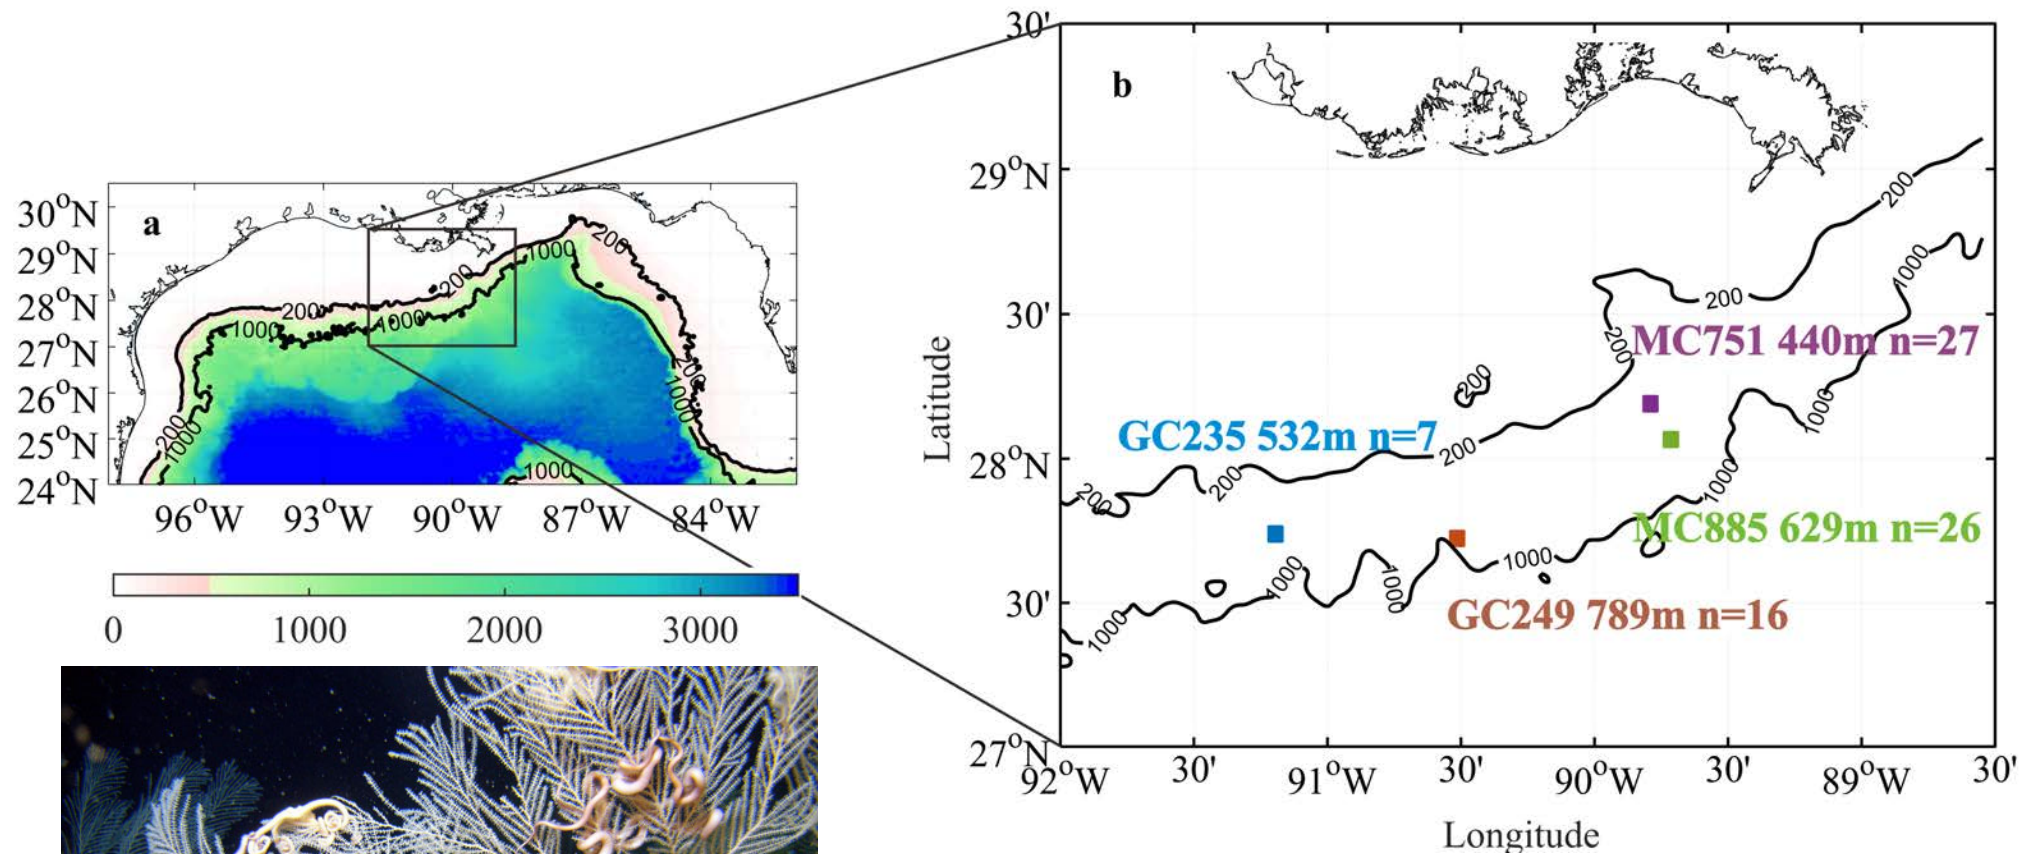 a
30°N
29°N
28°N
27°N
26°N
25°N
24°N
96°W 93°W 90°W 87°W 84°W
200
1000
200
1000
200
1000
200
1000
200
1000
200
1000
0 1000 2000 3000
b
30'
29°N
30'
28°N
30'
27°N
Latitude
92°W 30' 91°W 30' 90°W 30' 89°W 30'
Longitude
200
1000
200
200
MC751 440m n=27
200
1000
GC235 532m n=7
200
200
200
1000
MC885 629m n=26
1000
1000
1000
1000
GC249 789m n=16